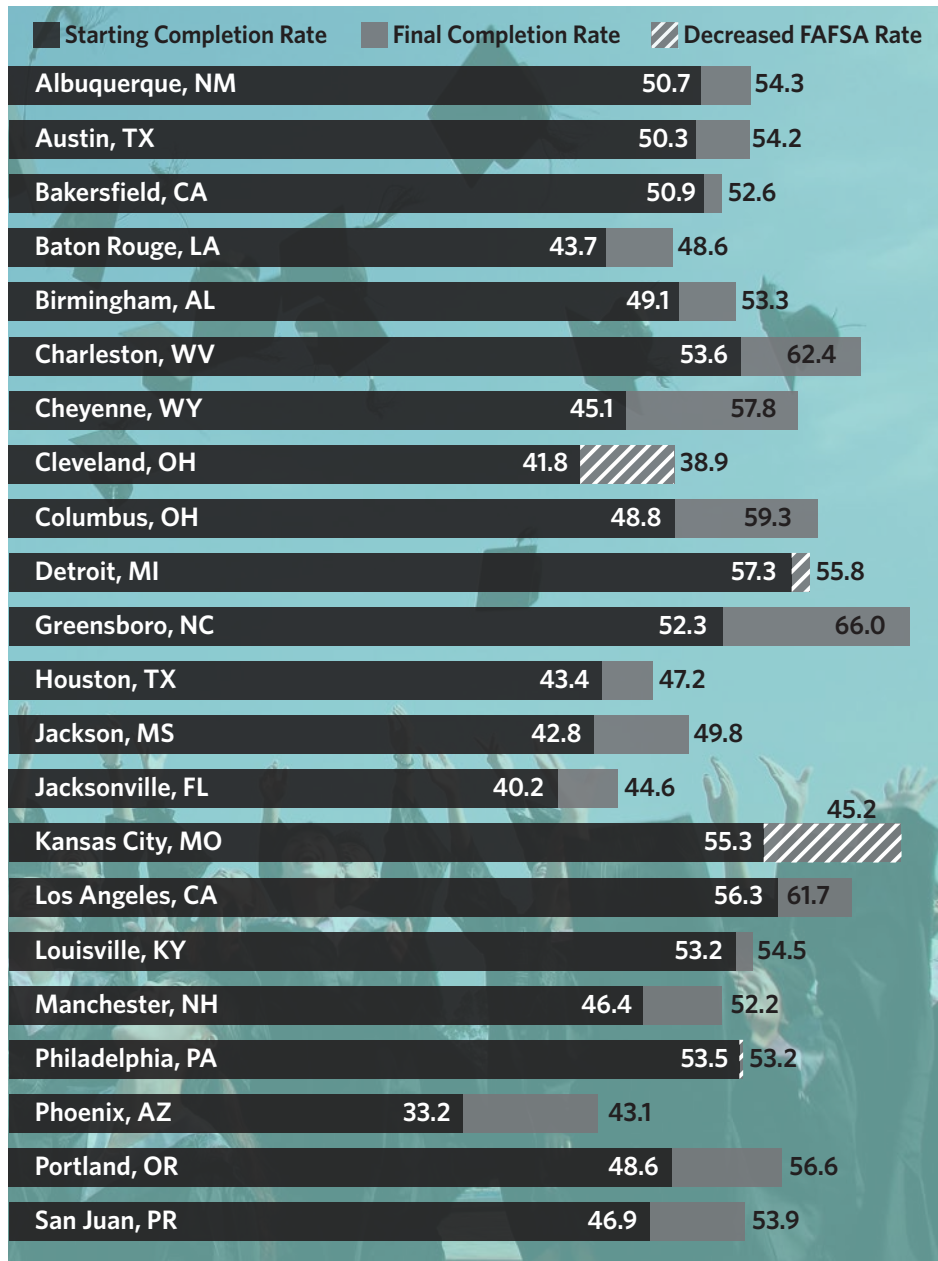 Starting Completion Rate Final Completion Rate Decreased FAFSA Rate
Albuquerque, NM 50.7 54.3
Austin, TX 50.3 54.2
Bakersfield, CA 50.9 52.6
Baton Rouge, LA 43.7 48.6
Birmingham, AL 49.1 53.3
Charleston, WV 53.6 62.4
Cheyenne, WY 45.1 57.8
Cleveland, OH 41.8 38.9
Columbus, OH 48.8 59.3
Detroit, MI 57.3 55.8
Greensboro, NC 52.3 66.0
Houston, TX 43.4 47.2
Jackson, MS 42.8 49.8
Jacksonville, FL 40.2 44.6
Kansas City, MO 55.3 45.2
Los Angeles, CA 56.3 61.7
Louisville, KY 53.2 54.5
Manchester, NH 46.4 52.2
Philadelphia, PA 53.5 53.2
Phoenix, AZ 33.2 43.1
Portland, OR 48.6 56.6
San Juan, PR 46.9 53.9